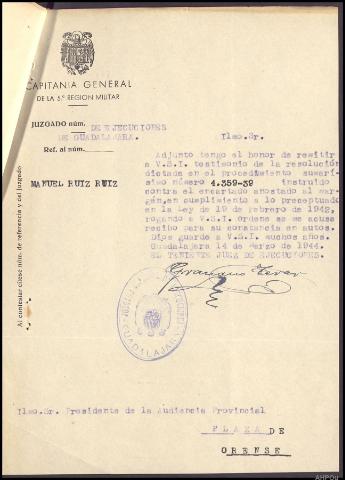 CAPITANIA GENERAL
DE LA 5.ª REGION MILITAR
JUZGADO núm. DE EJECUCIONES
DE GUADALAJARA.
Ilmo.Sr.
Ref. al núm.
Adjunto tengo el honor de remitir
a V.S.I. testimonio de la resolución
dictada en el procedimiento sumarí-
simo número 4.359-39 instruido
MANUEL RUIZ RUIZ
contra el encartado anostado al mar-
gen, en cumplimiento a lo preceptuado
en la Ley de 19 de febrero de 1942,
rogando a V.S.I. ordene se me acuse
recibo para su constancia en autos.
Dios guarde a V.S.I. muchos años.
Guadalajara 14 de Marzo de 1944.
EL TENIENTE JUEZ DE EJECUCIONES.
GUADALAJARA
Al contestar cítese núm. de referencia y del juzgado
Ilmo.Sr. Presidente de la Audiencia Provincial
PLAZA DE
ORENSE
AHPOu